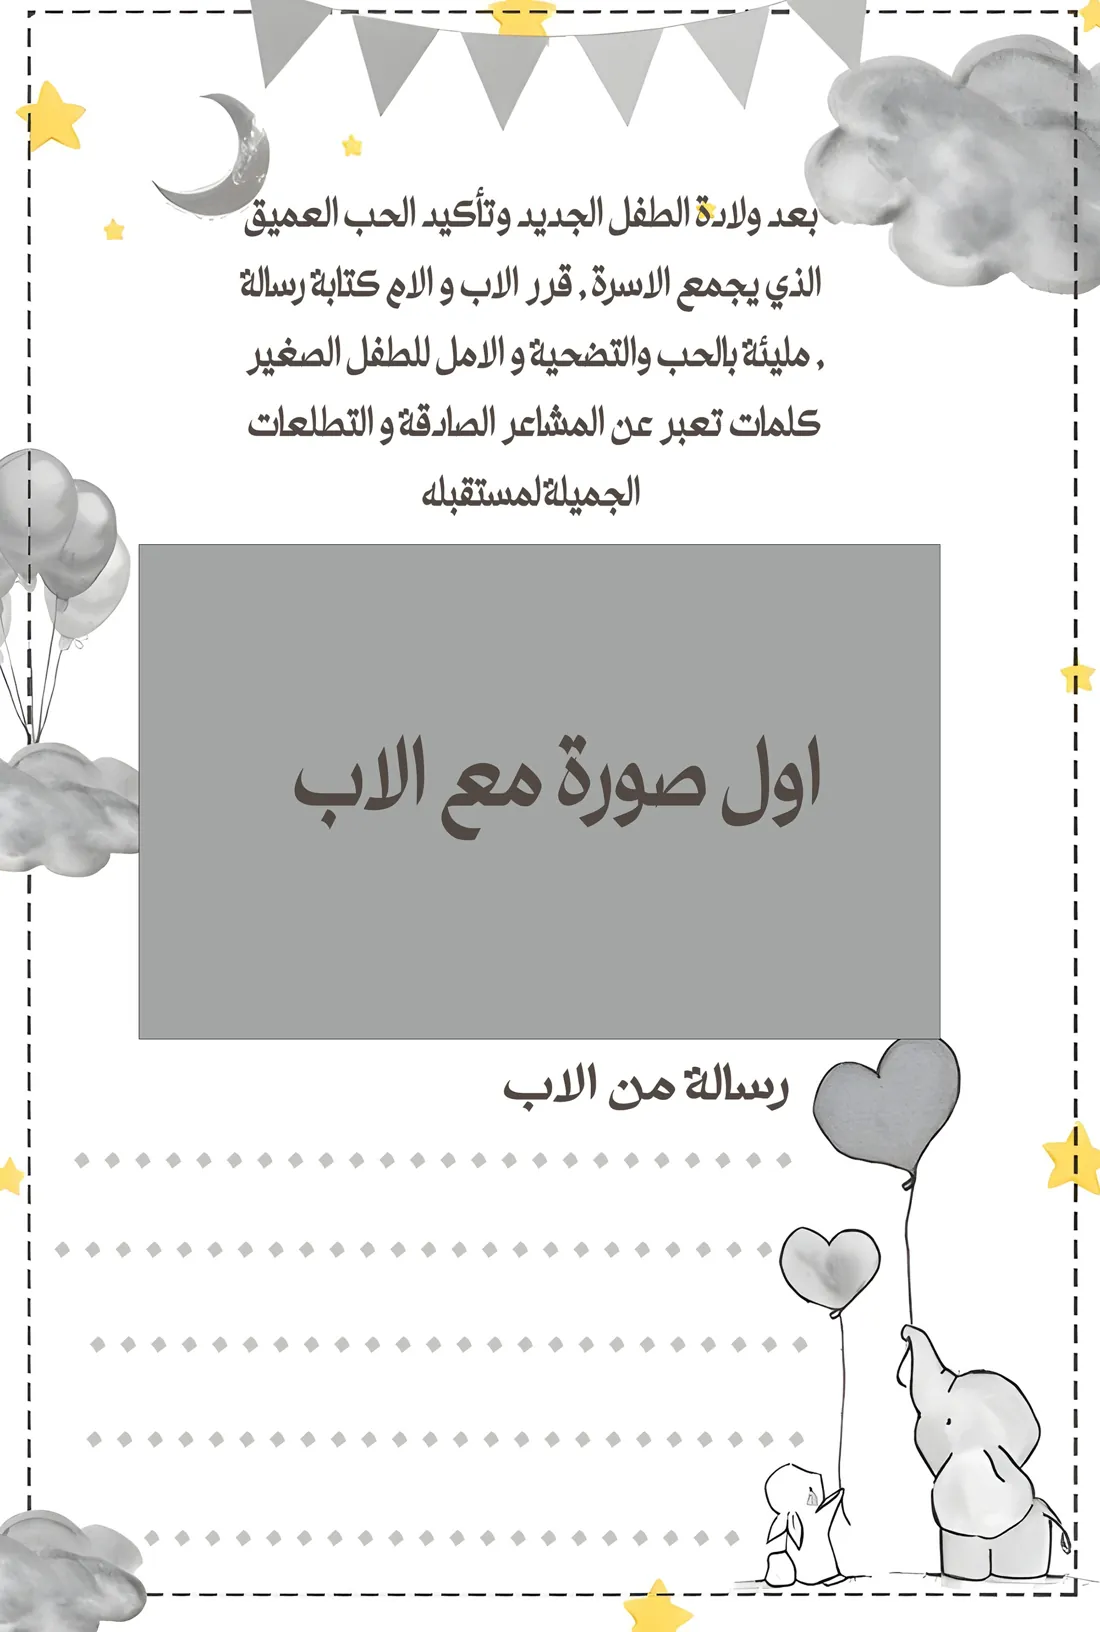 بعد ولادة الطفل الجديد وتأكيد الحب العميق
الذي يجمع الاسرة , قرر الاب و الام كتابة رسالة
, مليئة بالحب والتضحية و الامل للطفل الصغير
كلمات تعبر عن المشاعر الصادقة و التطلعات
الجميلة لمستقبله
اول صورة مع الاب
رسالة من الاب